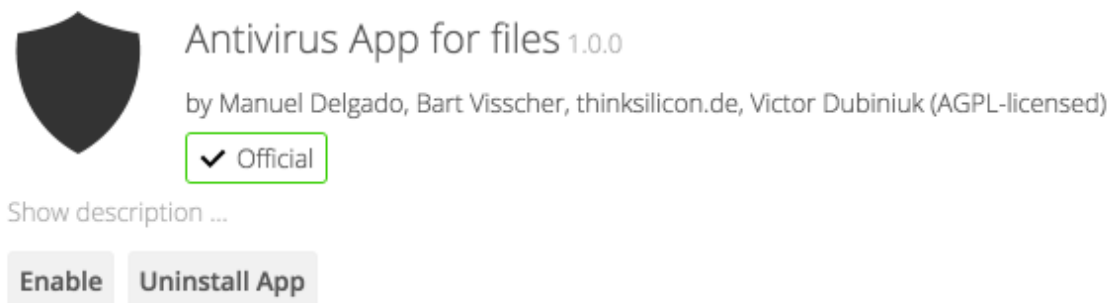 Antivirus App for files 1.0.0
by Manuel Delgado, Bart Visscher, thinksilicon.de, Victor Dubiniuk (AGPL-licensed)
Official
Show description ...
Enable Uninstall App